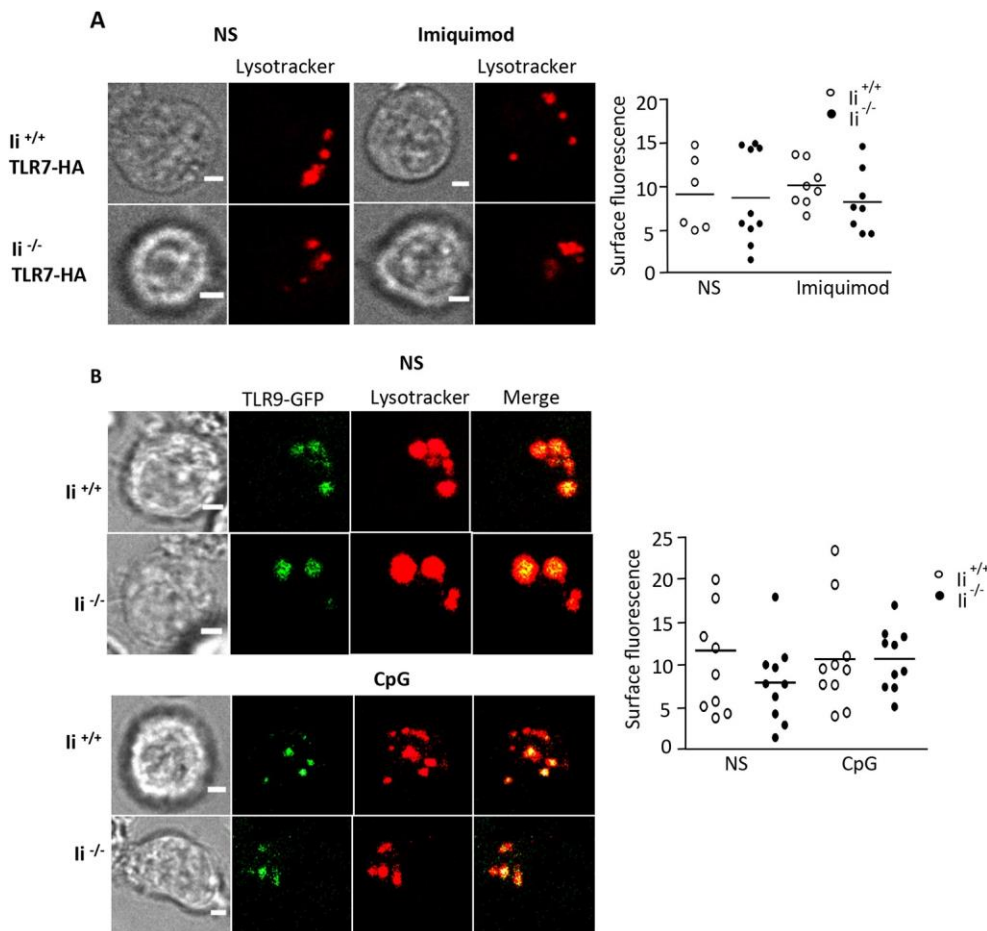 A
NS
Imiquimod
Lysotracker
Lysotracker
Ii +/+
TLR7-HA
Ii -/-
TLR7-HA
Ii +/+
Ii -/-
Surface fluorescence
20
15
10
5
0
NS
Imiquimod
B
NS
TLR9-GFP
Lysotracker
Merge
Ii +/+
Ii -/-
CpG
Ii +/+
Ii -/-
Ii +/+
Ii -/-
Surface fluorescence
25
20
15
10
5
0
NS
CpG